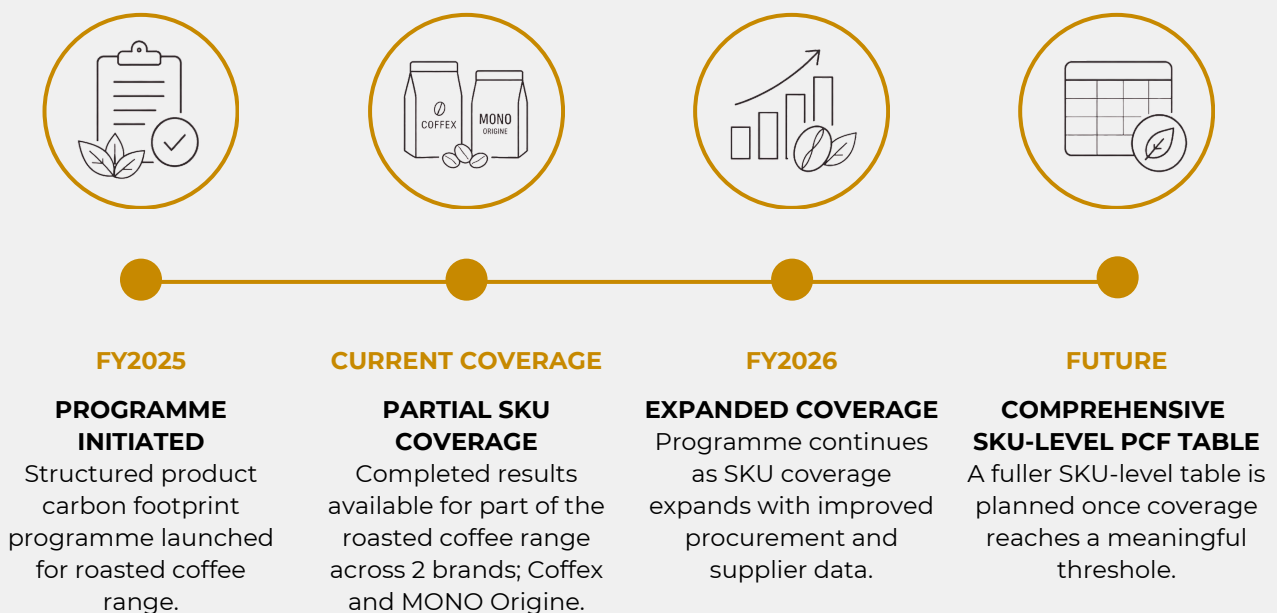 COFFEX
MONO
ORIGINE
FY2025
PROGRAMME
INITIATED
Structured product
carbon footprint
programme launched
for roasted coffee
range.
CURRENT COVERAGE
PARTIAL SKU
COVERAGE
Completed results
available for part of the
roasted coffee range
across 2 brands; Coffex
and MONO Origine.
FY2026
EXPANDED COVERAGE
Programme continues
as SKU coverage
expands with improved
procurement and
supplier data.
FUTURE
COMPREHENSIVE
SKU-LEVEL PCF TABLE
A fuller SKU-level table is
planned once coverage
reaches a meaningful
threshold.